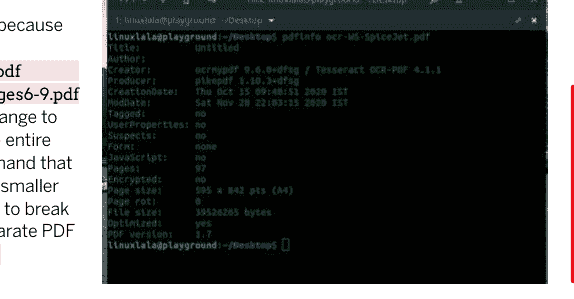 because
pdf
ges6-9.pdf
ange to
entire
mand that
smaller
to break
arate PDF
1: linuxlala@playground: ~/Desktop
linuxlala@playground:~/Desktop$ pdfinfo ocr-WS-SpiceJet.pdf
Title: Untitled
Author:
Creator: ocrmypdf 9.6.0+dfsg / Tesseract OCR-PDF 4.1.1
Producer: pikepdf 1.10.3+dfsg
CreationDate: Thu Oct 15 09:48:51 2020 IST
ModDate: Sat Nov 28 22:03:15 2020 IST
Tagged: no
UserProperties: no
Suspects: no
Form: none
JavaScript: no
Pages: 97
Encrypted: no
Page size: 595 x 842 pts (A4)
Page rot: 0
File size: 39526205 bytes
Optimized: yes
PDF version: 1.7
linuxlala@playground:~/Desktop$